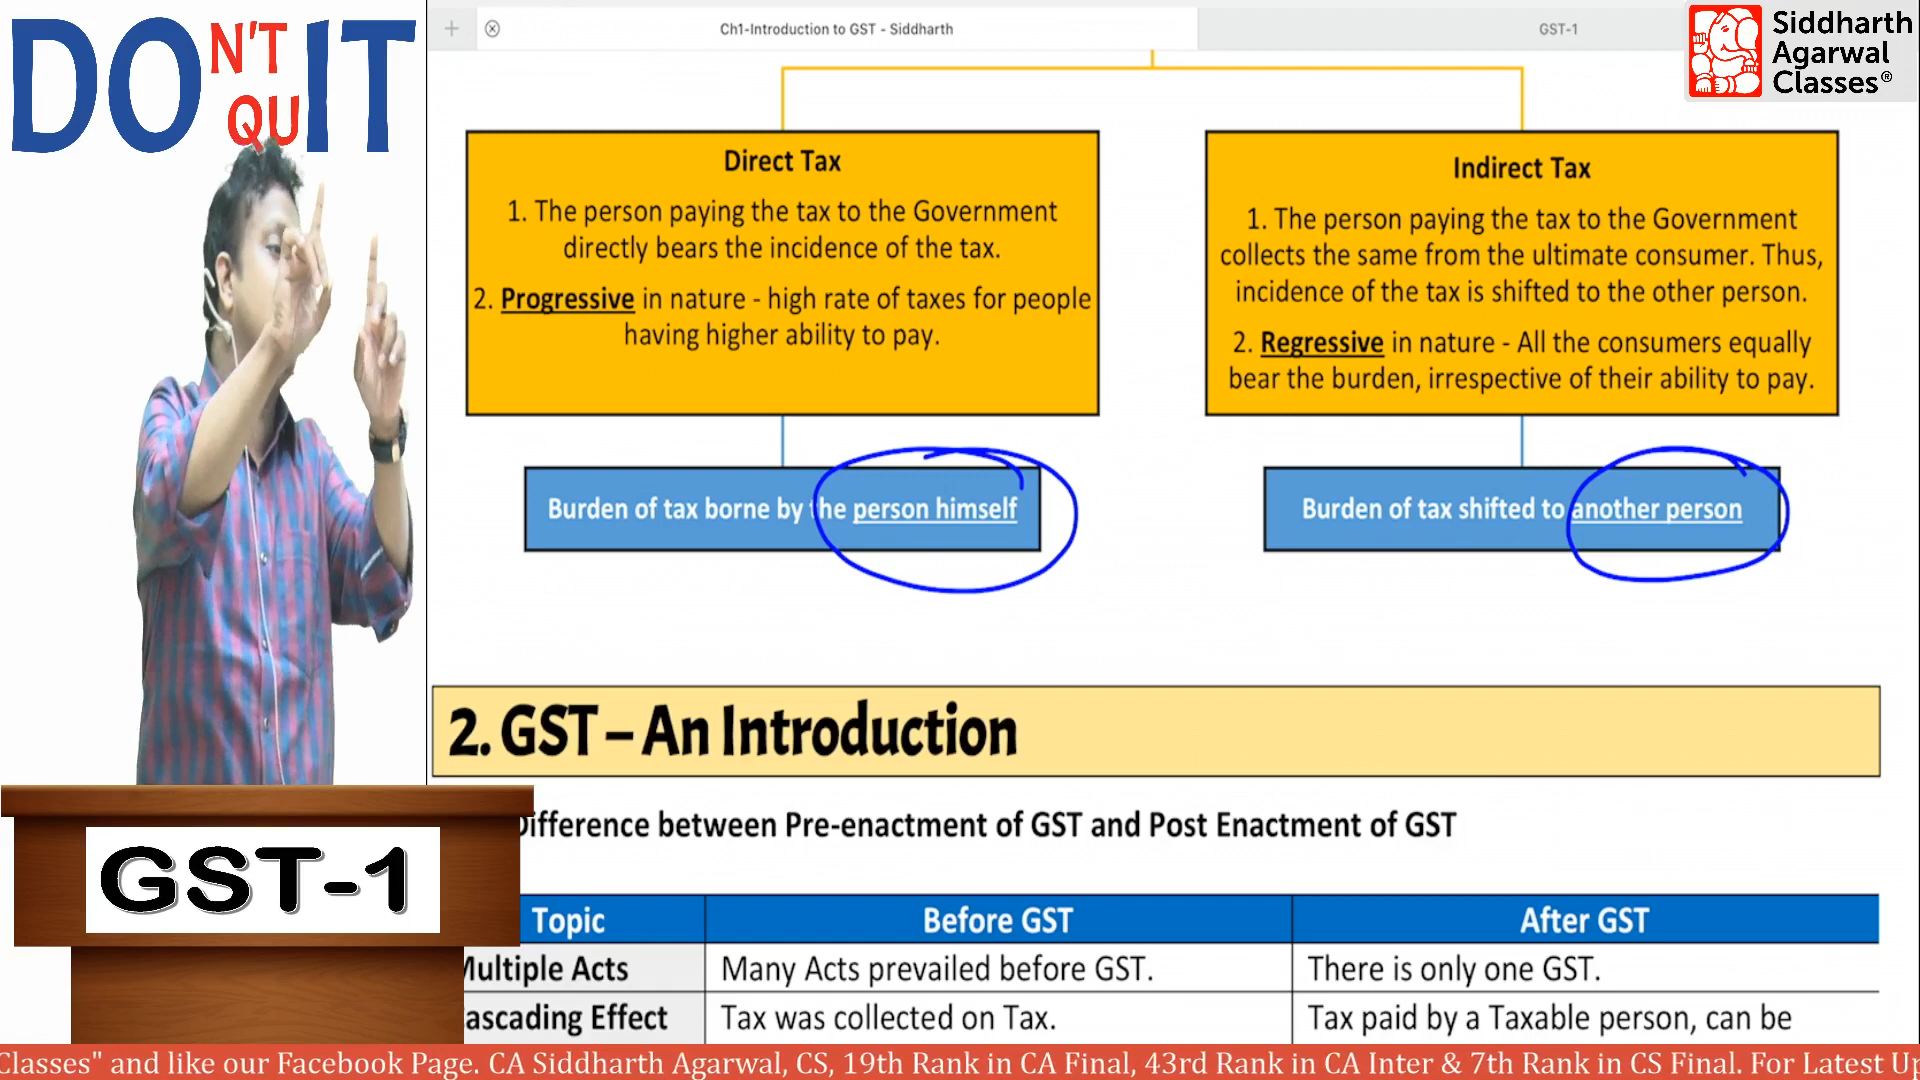 DON'T QUIT
Ch1-Introduction to GST - Siddharth
GST-1
Siddharth
Agarwal
Classes®
Direct Tax
1. The person paying the tax to the Government
directly bears the incidence of the tax.
2. Progressive in nature - high rate of taxes for people
having higher ability to pay.
Burden of tax borne by the person himself
Indirect Tax
1. The person paying the tax to the Government
collects the same from the ultimate consumer. Thus,
incidence of the tax is shifted to the other person.
2. Regressive in nature - All the consumers equally
bear the burden, irrespective of their ability to pay.
Burden of tax shifted to another person
2. GST – An Introduction
Difference between Pre-enactment of GST and Post Enactment of GST
Topic Before GST After GST
Multiple Acts Many Acts prevailed before GST. There is only one GST.
ascading Effect Tax was collected on Tax. Tax paid by a Taxable person, can be
GST-1
Classes" and like our Facebook Page. CA Siddharth Agarwal, CS, 19th Rank in CA Final, 43rd Rank in CA Inter & 7th Rank in CS Final. For Latest Up